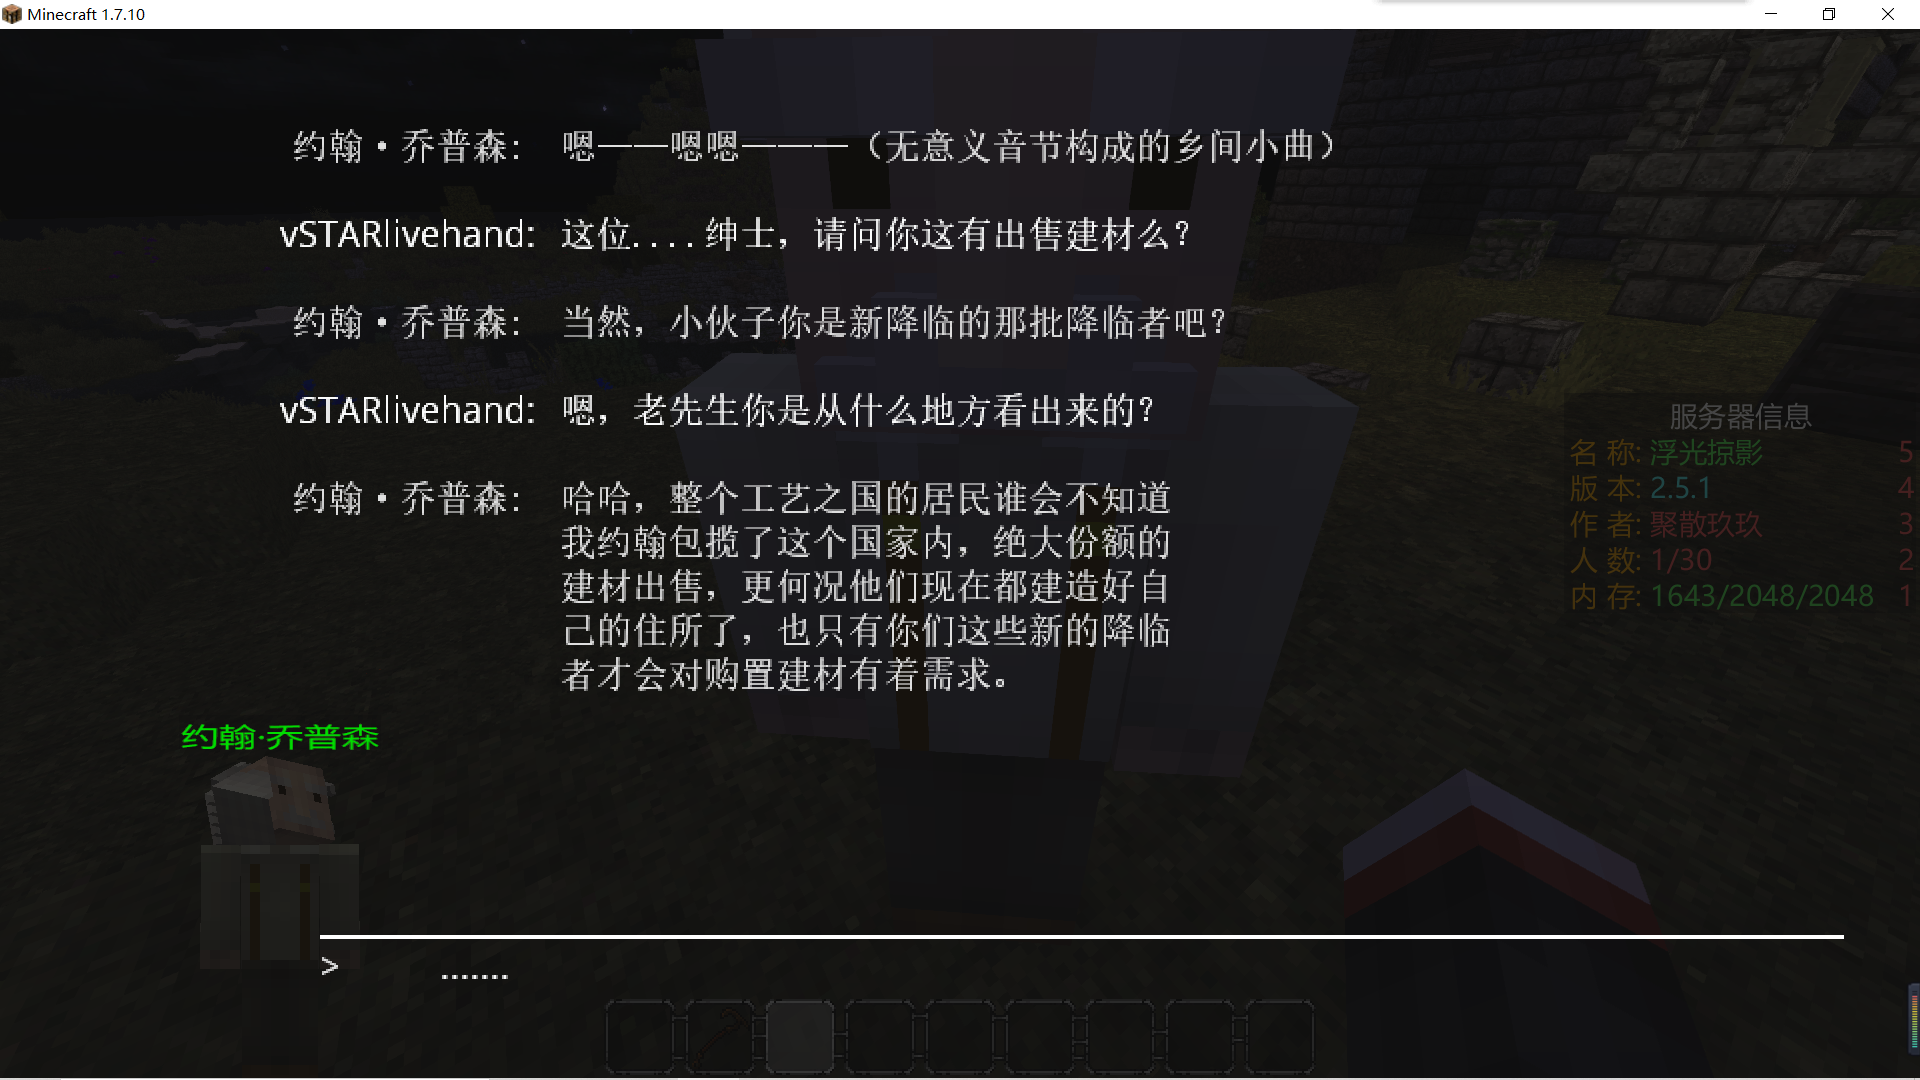 Minecraft 1.7.10
约翰·乔普森: 嗯——嗯嗯———（无意义音节构成的乡间小曲）
vSTARlivehand: 这位....绅士，请问你这有出售建材么？
约翰·乔普森: 当然，小伙子你是新降临的那批降临者吧？
vSTARlivehand: 嗯，老先生你是从什么地方看出来的？
约翰·乔普森: 哈哈，整个工艺之国的居民谁会不知道
我约翰包揽了这个国家内，绝大份额的
建材出售，更何况他们现在都建造好自
己的住所了，也只有你们这些新的降临
者才会对购置建材有着需求。
服务器信息
名 称: 浮光掠影 5
版 本: 2.5.1 4
作 者: 聚散玖玖 3
人 数: 1/30 2
内 存: 1643/2048/2048 1
约翰·乔普森
> .......